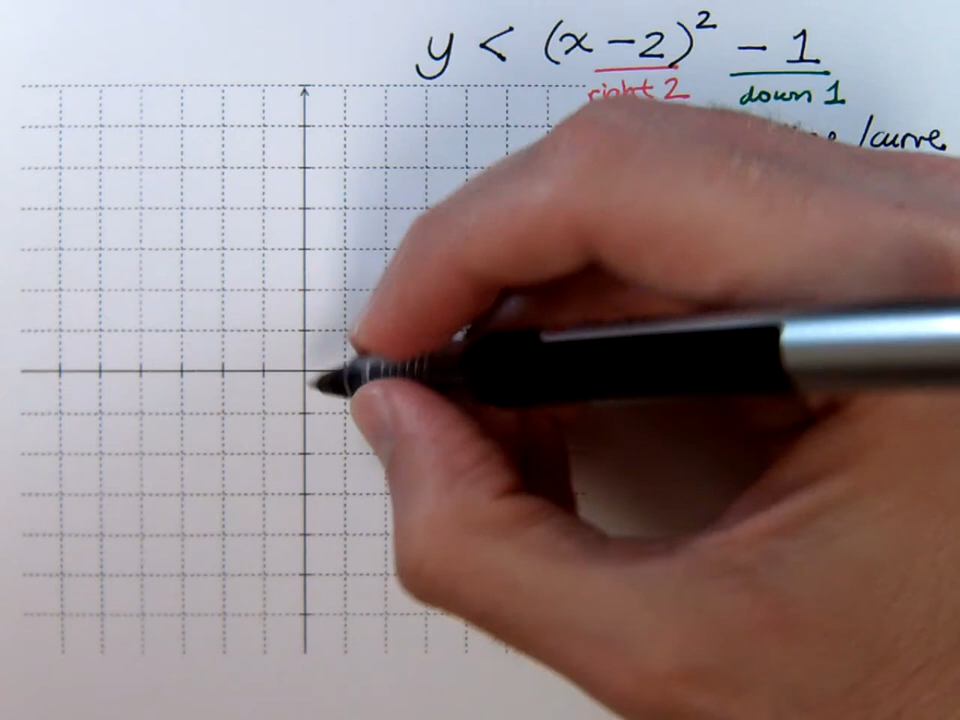 y < (x - 2)² - 1
right 2 down 1
/curve